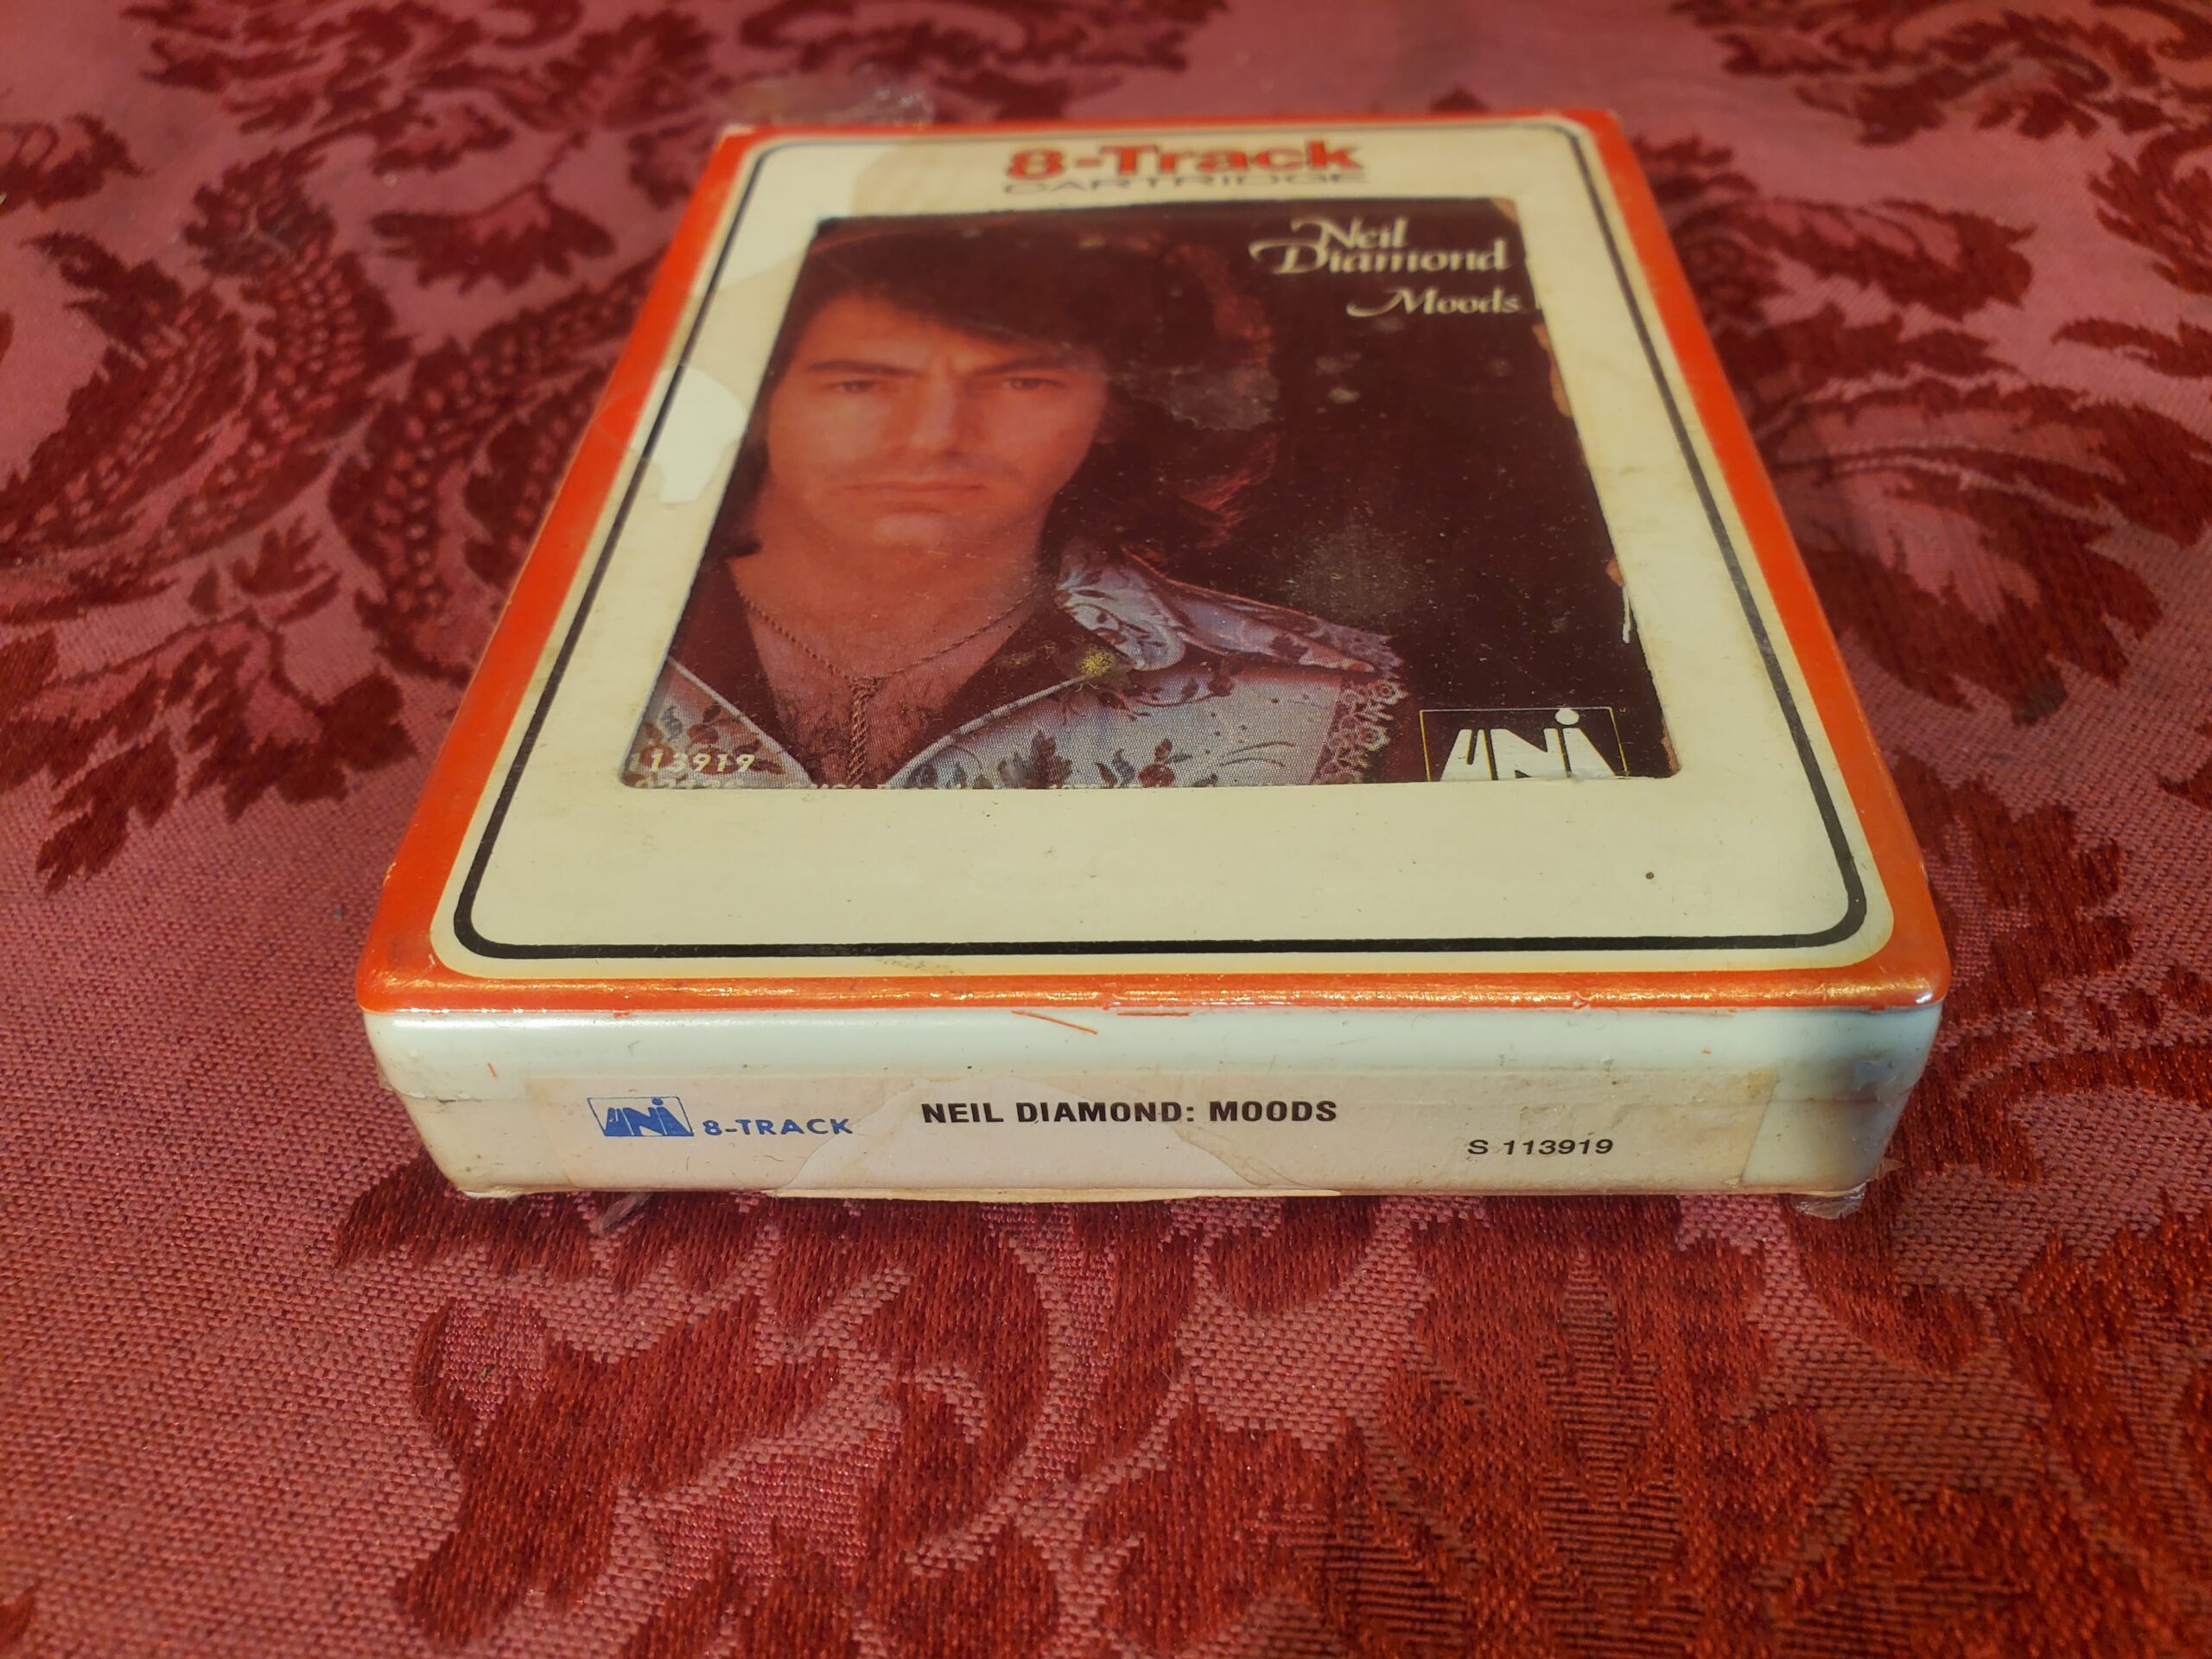 8-Track
CARTRIDGE
Neil
Diamond
Moods
113919
UNI
UNI 8-TRACK
NEIL DIAMOND: MOODS
S 113919